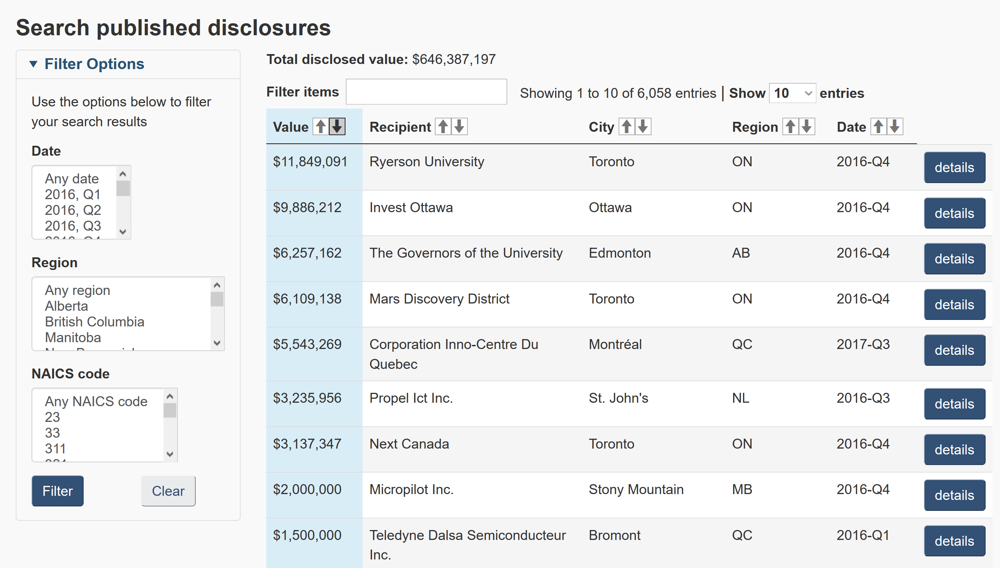 Search published disclosures
Filter Options
Use the options below to filter
your search results
Date
Any date
2016, Q1
2016, Q2
2016, Q3
Region
Any region
Alberta
British Columbia
Manitoba
NAICS code
Any NAICS code
23
33
311
Filter Clear
Total disclosed value: $646,387,197
Filter items Showing 1 to 10 of 6,058 entries | Show 10 entries
Value Recipient City Region Date
$11,849,091 Ryerson University Toronto ON 2016-Q4 details
$9,886,212 Invest Ottawa Ottawa ON 2016-Q4 details
$6,257,162 The Governors of the University Edmonton AB 2016-Q4 details
$6,109,138 Mars Discovery District Toronto ON 2016-Q4 details
$5,543,269 Corporation Inno-Centre Du Montréal QC 2017-Q3 details
Quebec
$3,235,956 Propel Ict Inc. St. John's NL 2016-Q3 details
$3,137,347 Next Canada Toronto ON 2016-Q4 details
$2,000,000 Micropilot Inc. Stony Mountain MB 2016-Q4 details
$1,500,000 Teledyne Dalsa Semiconducteur Bromont QC 2016-Q1 details
Inc.